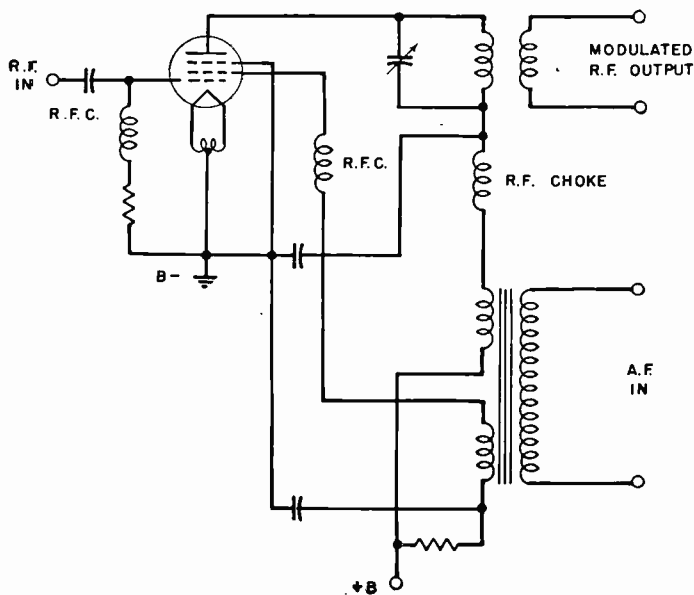 R.F.
IN
R.F.C.
R.F.C.
MODULATED
R.F. OUTPUT
R.F. CHOKE
B-
A.F.
IN
+B